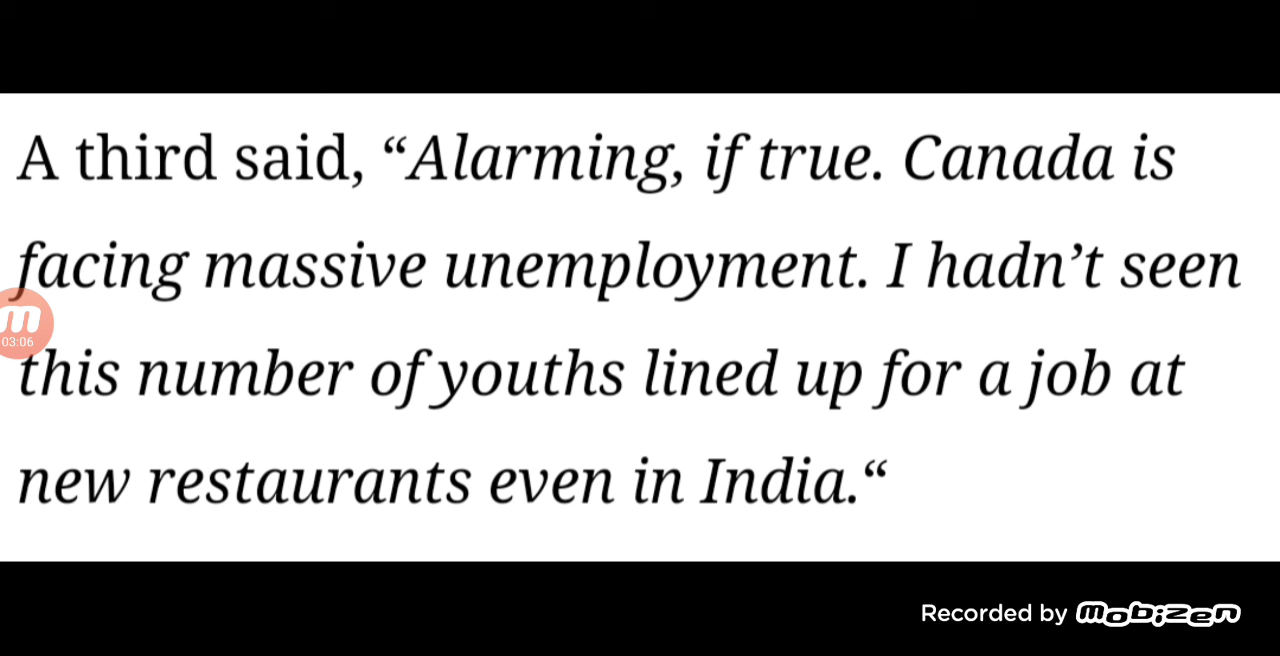 A third said, “Alarming, if true. Canada is
facing massive unemployment. I hadn’t seen
this number of youths lined up for a job at
new restaurants even in India.“
03:06
Recorded by mobizen